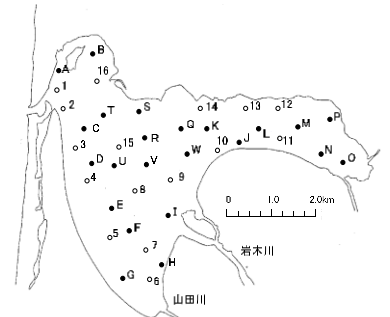 B
A
16
1
2
T
S
14
13
12
P
C
Q
K
L
M
R
3
15
J
11
10
W
N
D
U
V
O
4
9
8
E
I
0 1.0 2.0km
F
5
7
岩木川
H
G
6
山田川